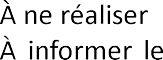 À ne réaliser
À informer le